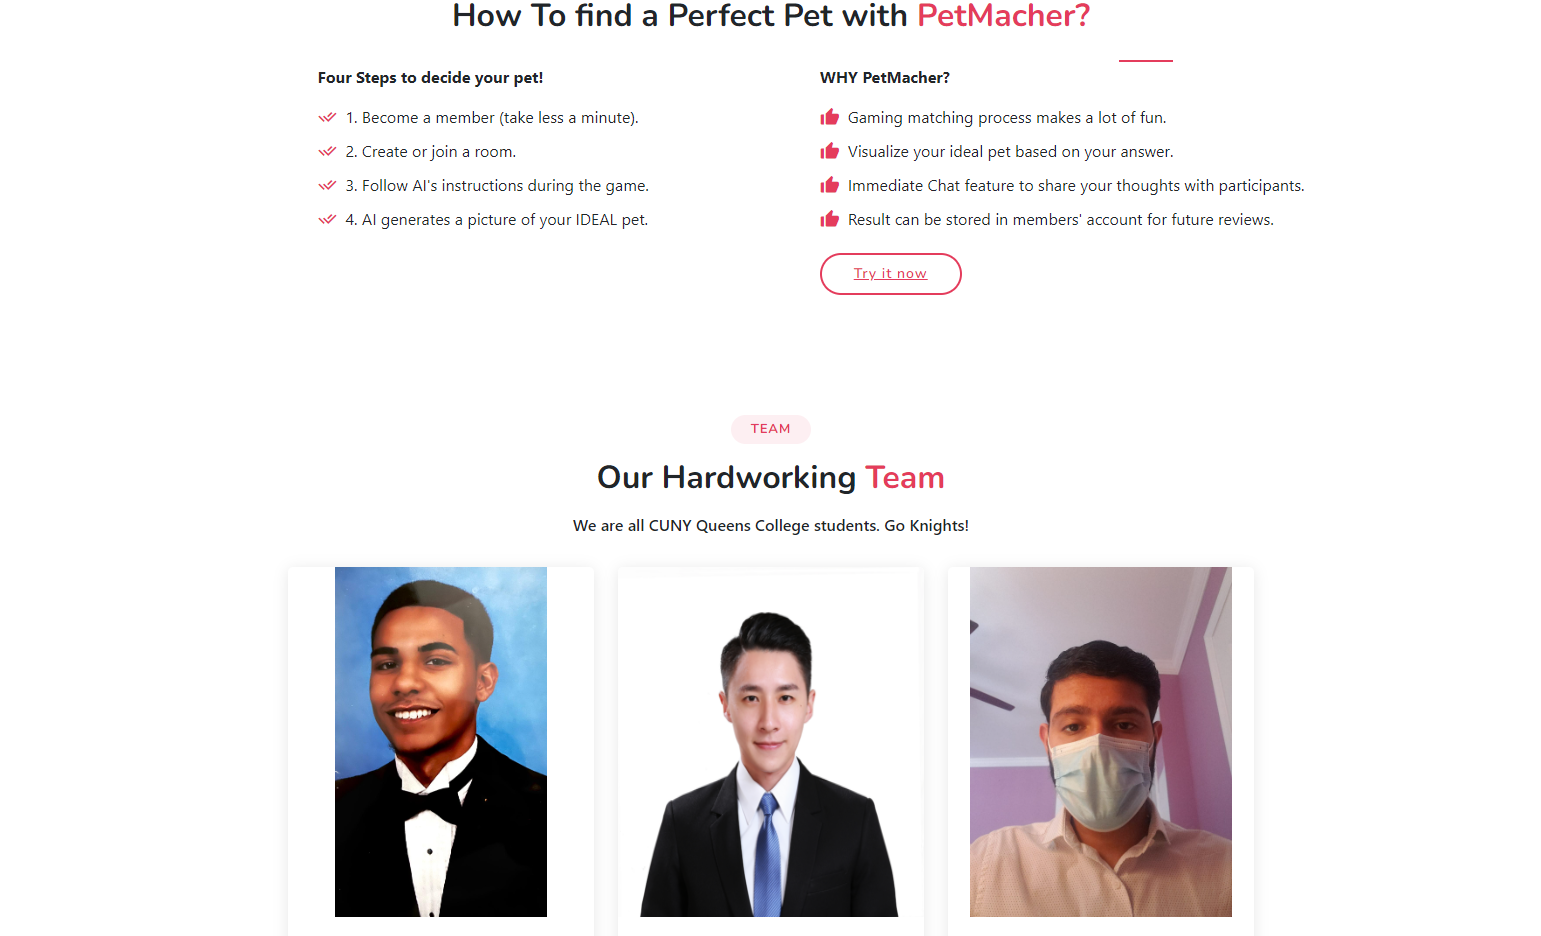 How To find a Perfect Pet with PetMacher?
Four Steps to decide your pet!
1. Become a member (take less a minute).
2. Create or join a room.
3. Follow AI's instructions during the game.
4. AI generates a picture of your IDEAL pet.
WHY PetMacher?
Gaming matching process makes a lot of fun.
Visualize your ideal pet based on your answer.
Immediate Chat feature to share your thoughts with participants.
Result can be stored in members' account for future reviews.
Try it now
TEAM
Our Hardworking Team
We are all CUNY Queens College students. Go Knights!